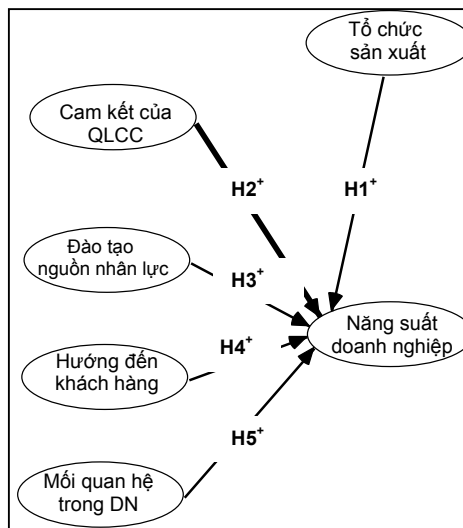 Tổ chức
sản xuất
Cam kết của
QLCC
H2⁺
H1⁺
Đào tạo
nguồn nhân lực
H3⁺
Năng suất
doanh nghiệp
H4⁺
Hướng đến
khách hàng
H5⁺
Mối quan hệ
trong DN